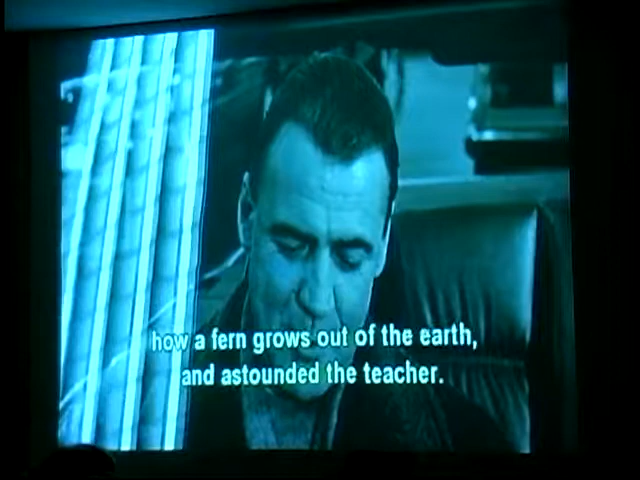 how a fern grows out of the earth,
and astounded the teacher.